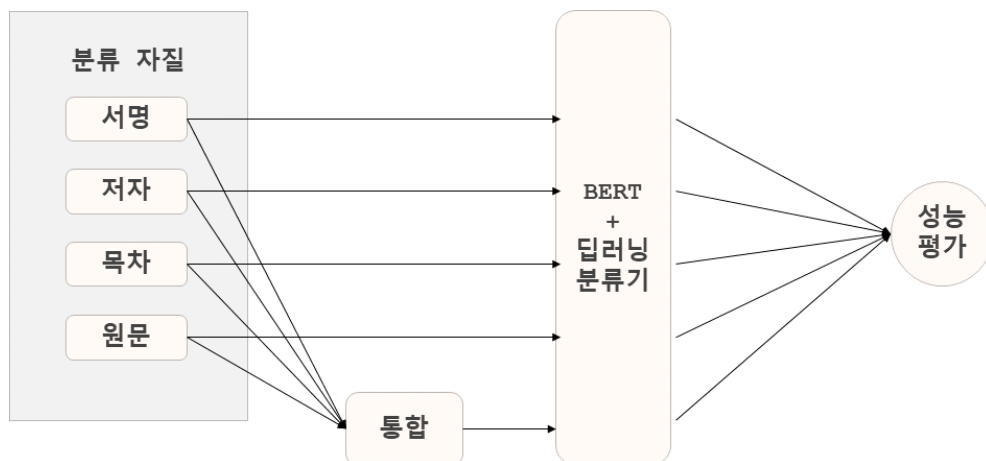 분류 자질
서명
저자
목차
원문
통합
BERT
+
딥러닝
분류기
성능
평가